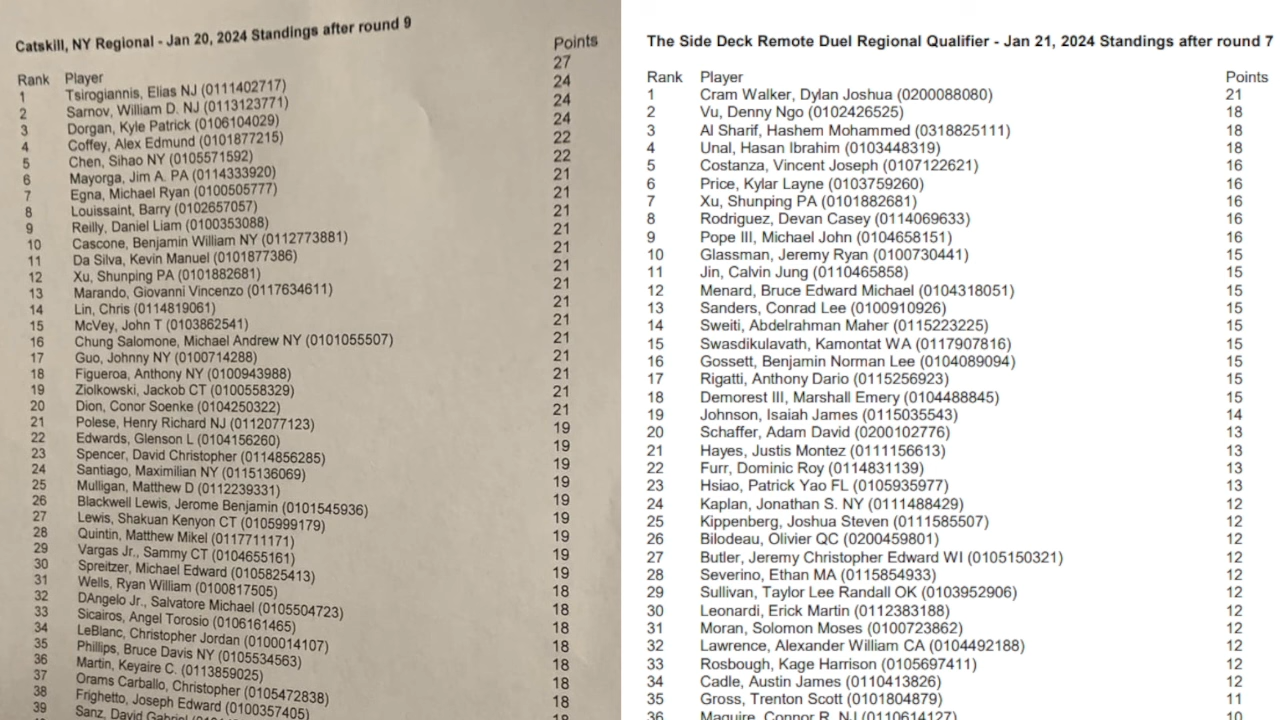 Catskill, NY Regional - Jan 20, 2024 Standings after round 9
Rank Player Points
1 Tsirogiannis, Elias NJ (0111402717) 27
2 Sarnov, William D. NJ (0113123771) 24
3 Dorgan, Kyle Patrick (0106104029) 24
4 Coffey, Alex Edmund (0101877215) 24
5 Chen, Sihao NY (0105571592) 22
6 Mayorga, Jim A. PA (0114333920) 22
7 Egna, Michael Ryan (0100505777) 21
8 Louissaint, Barry (0102657057) 21
9 Reilly, Daniel Liam (0100353088) 21
10 Cascone, Benjamin William NY (0112773881) 21
11 Da Silva, Kevin Manuel (0101877386) 21
12 Xu, Shunping PA (0101882681) 21
13 Marando, Giovanni Vincenzo (0117634611) 21
14 Lin, Chris (0114819061) 21
15 McVey, John T (0103862541) 21
16 Chung Salomone, Michael Andrew NY (0101055507) 21
17 Guo, Johnny NY (0100714288) 21
18 Figueroa, Anthony NY (0100943988) 21
19 Ziolkowski, Jackob CT (0100558329) 21
20 Dion, Conor Soenke (0104250322) 21
21 Polese, Henry Richard NJ (0112077123) 19
22 Edwards, Glenson L (0104156260) 19
23 Spencer, David Christopher (0114856285) 19
24 Santiago, Maximilian NY (0115136069) 19
25 Mulligan, Matthew D (0112239331) 19
26 Blackwell Lewis, Jerome Benjamin (0101545936) 19
27 Lewis, Shakuan Kenyon CT (0105999179) 19
28 Quintin, Matthew Mikel (0117711171) 19
29 Vargas Jr., Sammy CT (0104655161) 19
30 Spreitzer, Michael Edward (0105825413) 18
31 Wells, Ryan William (0100817505) 18
32 DAngelo Jr., Salvatore Michael (0105504723) 18
33 Sicairos, Angel Torosio (0106161465) 18
34 LeBlanc, Christopher Jordan (0100014107) 18
35 Phillips, Bruce Davis NY (0105534563) 18
36 Martin, Keyaire C. (0113859025) 18
37 Orams Carballo, Christopher (0105472838) 18
38 Frighetto, Joseph Edward (0100357405)
39 Sanz, David Gabriel
The Side Deck Remote Duel Regional Qualifier - Jan 21, 2024 Standings after round 7
Rank Player Points
1 Cram Walker, Dylan Joshua (0200088080) 21
2 Vu, Denny Ngo (0102426525) 18
3 Al Sharif, Hashem Mohammed (0318825111) 18
4 Unal, Hasan Ibrahim (0103448319) 18
5 Costanza, Vincent Joseph (0107122621) 16
6 Price, Kylar Layne (0103759260) 16
7 Xu, Shunping PA (0101882681) 16
8 Rodriguez, Devan Casey (0114069633) 16
9 Pope III, Michael John (0104658151) 16
10 Glassman, Jeremy Ryan (0100730441) 15
11 Jin, Calvin Jung (0110465858) 15
12 Menard, Bruce Edward Michael (0104318051) 15
13 Sanders, Conrad Lee (0100910926) 15
14 Sweiti, Abdelrahman Maher (0115223225) 15
15 Swasdikulavath, Kamontat WA (0117907816) 15
16 Gossett, Benjamin Norman Lee (0104089094) 15
17 Rigatti, Anthony Dario (0115256923) 15
18 Demorest III, Marshall Emery (0104488845) 15
19 Johnson, Isaiah James (0115035543) 14
20 Schaffer, Adam David (0200102776) 13
21 Hayes, Justis Montez (0111156613) 13
22 Furr, Dominic Roy (0114831139) 13
23 Hsiao, Patrick Yao FL (0105935977) 13
24 Kaplan, Jonathan S. NY (0111488429) 12
25 Kippenberg, Joshua Steven (0111585507) 12
26 Bilodeau, Olivier QC (0200459801) 12
27 Butler, Jeremy Christopher Edward WI (0105150321) 12
28 Severino, Ethan MA (0115854933) 12
29 Sullivan, Taylor Lee Randall OK (0103952906) 12
30 Leonardi, Erick Martin (0112383188) 12
31 Moran, Solomon Moses (0100723862) 12
32 Lawrence, Alexander William CA (0104492188) 12
33 Rosbough, Kage Harrison (0105697411) 12
34 Cadle, Austin James (0110413826) 12
35 Gross, Trenton Scott (0101804879) 11
36 Maguire, Connor R. NJ (0110614127) 10